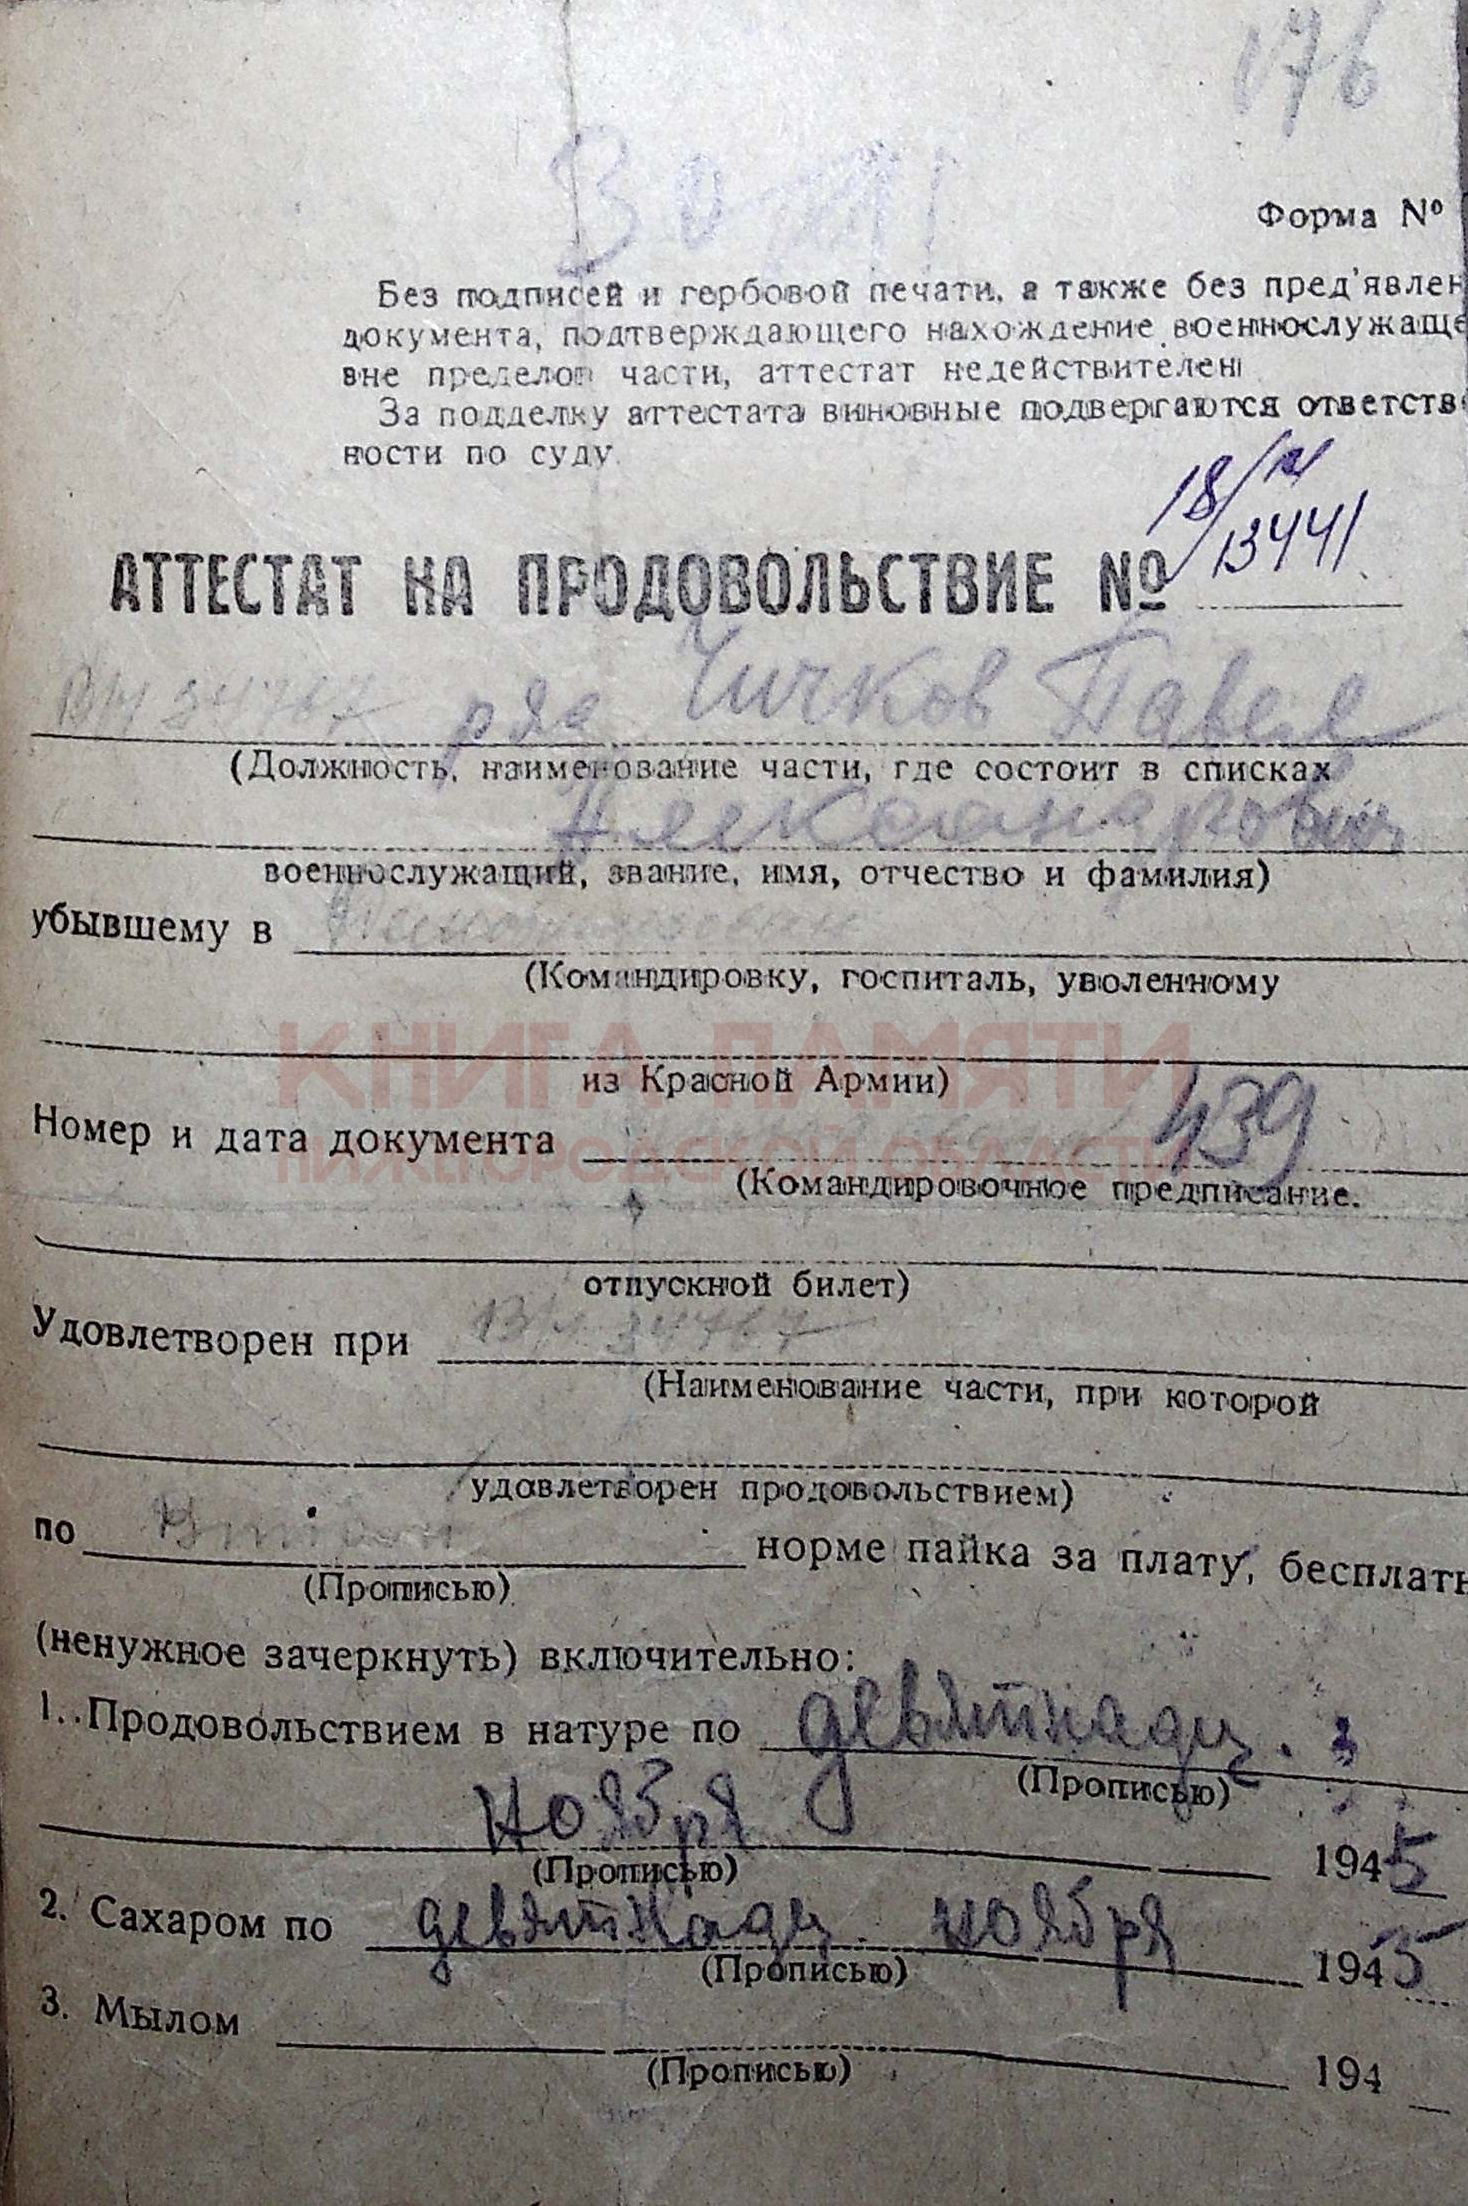 176
Форма №
Без подписей и гербовой печати, а также без пред'явлен
документа, подтверждающего нахождение военнослужаще
вне пределов части, аттестат недействителен
За подделку аттестата виновные подвергаются ответств
ности по суду.
18/
13441
АТТЕСТАТ НА ПРОДОВОЛЬСТВИЕ №
В/ч 34767 ряд Чичков Павел
(Должность, наименование части, где состоит в списках
Александрович
военнослужащий, звание, имя, отчество и фамилия)
убывшему в
(Командировку, госпиталь, уволенному
КНИГА ПАМЯТИ
из Красной Армии)
439
Номер и дата документа
НИЖЕГОРОДСКОЙ ОБЛАСТИ
(Командировочное предписание.
отпускной билет)
Удовлетворен при В/ч 34767
(Наименование части, при которой
удовлетворен продовольствием)
по норме пайка за плату, бесплатн
(Прописью)
(ненужное зачеркнуть) включительно:
1. Продовольствием в натуре по девятнадц.
(Прописью)
ноября 1945
(Прописью)
2. Сахаром по девятнадц. ноября 1945
(Прописью)
3. Мылом 194
(Прописью)